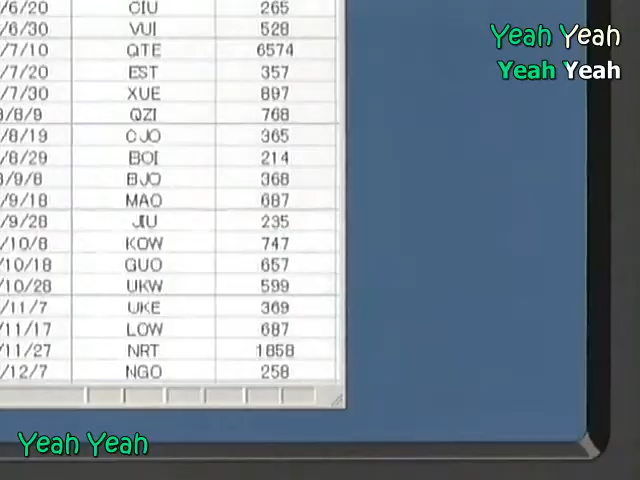 /6/20 CIU 265
/6/30 VUI 528
/7/10 QTE 6574
/7/20 EST 357
/7/30 XUE 897
/8/9 QZI 768
/8/19 CJO 365
/8/29 BOI 214
/9/8 BJO 368
/9/18 MAO 687
/9/28 JIU 235
/10/8 KOW 747
/10/18 GUO 657
/10/28 UKW 599
/11/7 UKE 369
/11/17 LOW 687
/11/27 NRT 1858
/12/7 NGO 258
Yeah Yeah
Yeah Yeah
Yeah Yeah